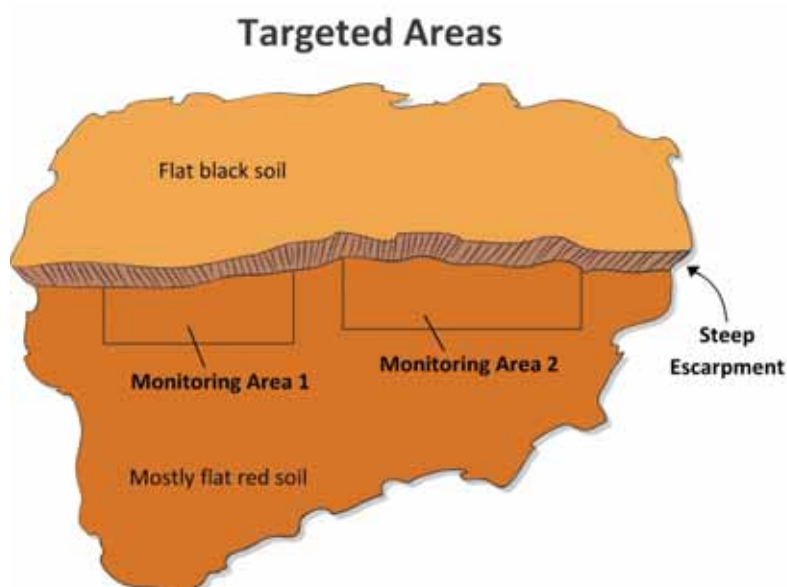 Targeted Areas
Flat black soil
Steep
Escarpment
Monitoring Area 1
Monitoring Area 2
Mostly flat red soil